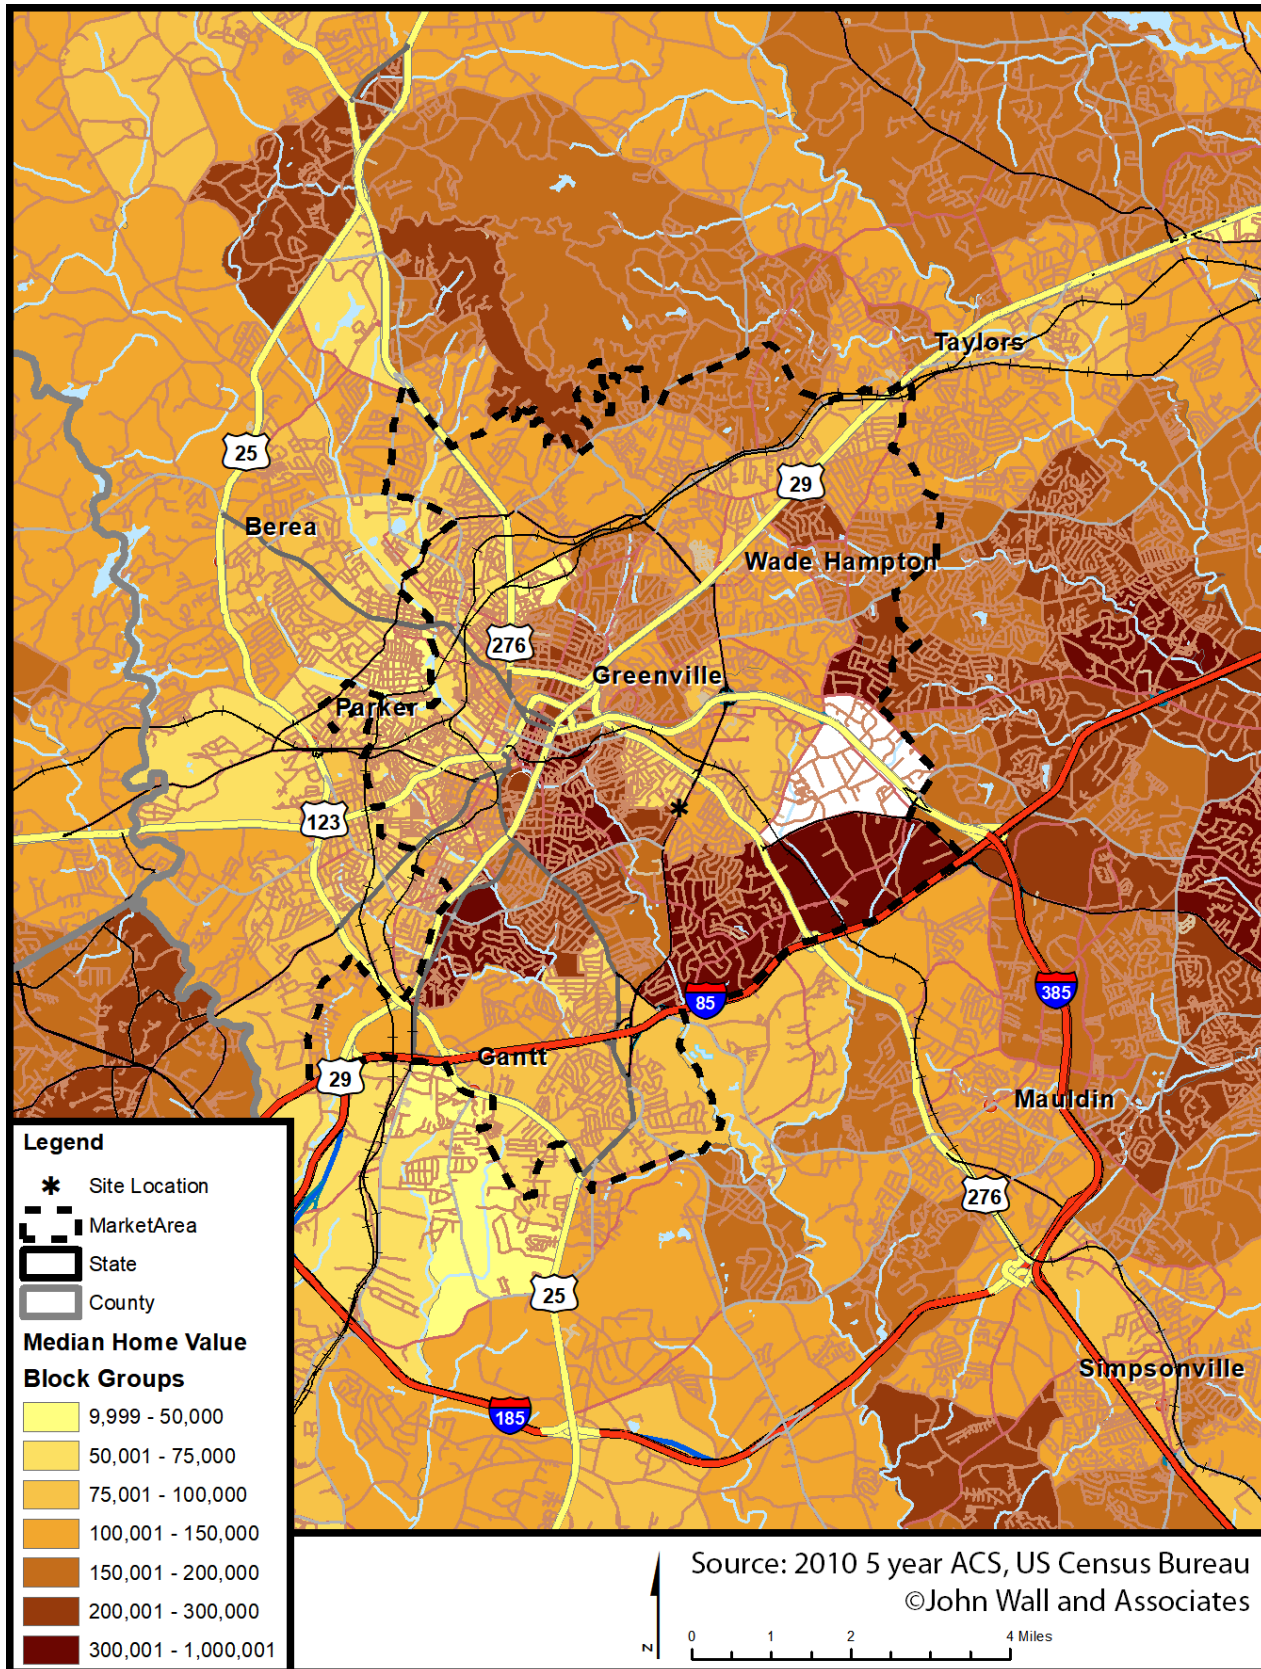 Taylors
25
29
Berea
Wade Hampton
276
Greenville
Parker
123
85
385
Gantt
29
Mauldin
276
25
Simpsonville
185
Legend
Site Location
MarketArea
State
County
Median Home Value
Block Groups
9,999 - 50,000
50,001 - 75,000
75,001 - 100,000
100,001 - 150,000
150,001 - 200,000
200,001 - 300,000
300,001 - 1,000,001
Source: 2010 5 year ACS, US Census Bureau
©John Wall and Associates
N
0 1 2 4 Miles